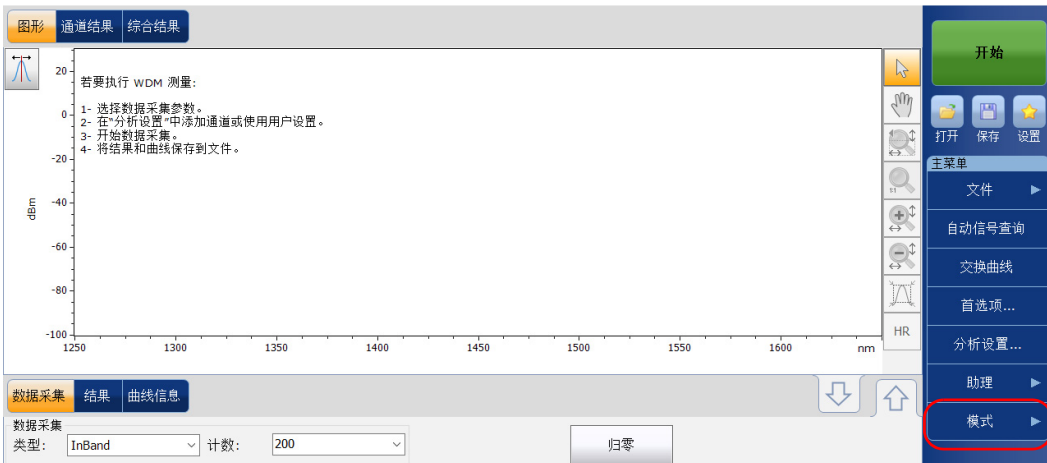 图形 通道结果 综合结果
若要执行 WDM 测量:
1- 选择数据采集参数。
2- 在“分析设置”中添加通道或使用用户设置。
3- 开始数据采集。
4- 将结果和曲线保存到文件。
dBm
20
0
-20
-40
-60
-80
-100
1250 1300 1350 1400 1450 1500 1550 1600 nm
1:1
HR
数据采集 结果 曲线信息
数据采集
类型: InBand 计数: 200 归零
开始
打开 保存 设置
主菜单
文件
自动信号查询
交换曲线
首选项...
分析设置...
助理
模式